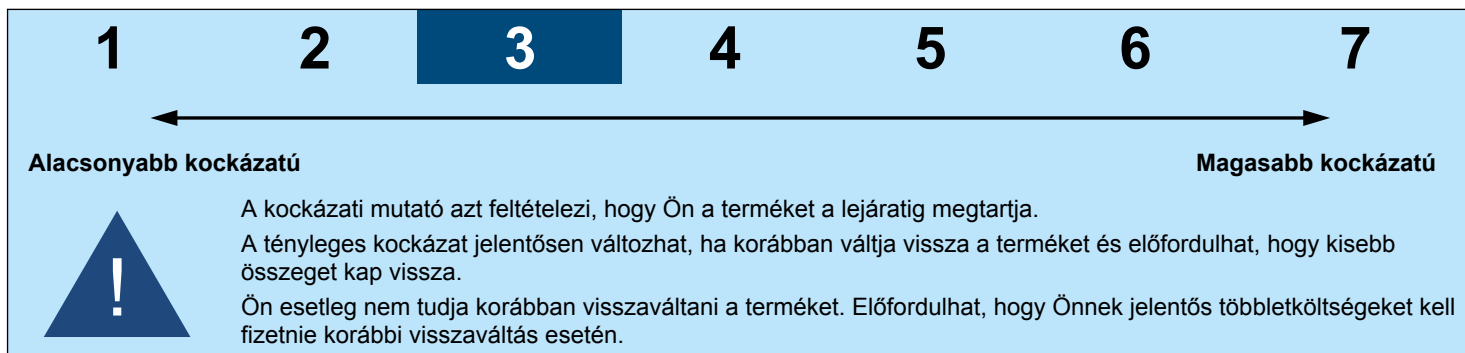 1 2 3 4 5 6 7
Alacsonyabb kockázatú Magasabb kockázatú
A kockázati mutató azt feltételezi, hogy Ön a terméket a lejáratig megtartja.
A tényleges kockázat jelentősen változhat, ha korábban váltja vissza a terméket és előfordulhat, hogy kisebb
összeget kap vissza.
Ön esetleg nem tudja korábban visszaváltani a terméket. Előfordulhat, hogy Önnek jelentős többletköltségeket kell
fizetnie korábbi visszaváltás esetén.
!